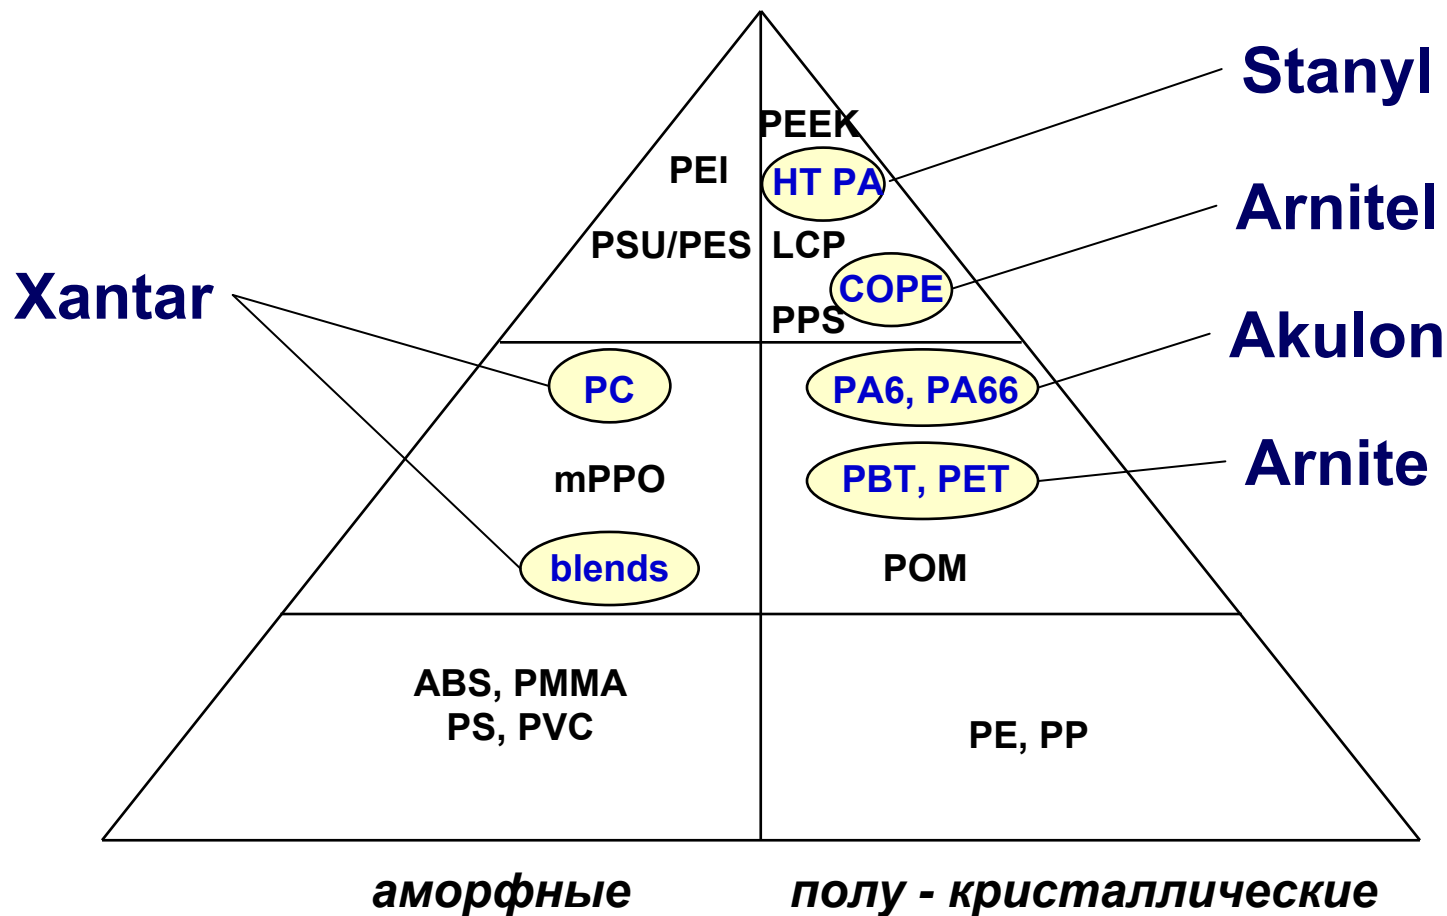 Stanyl
PEEK
PEI
HT PA
Arnitel
PSU/PES
LCP
COPE
Xantar
PPS
Akulon
PC
PA6, PA66
Arnite
mPPO
PBT, PET
blends
POM
ABS, PMMA
PS, PVC
PE, PP
аморфные
полу - кристаллические